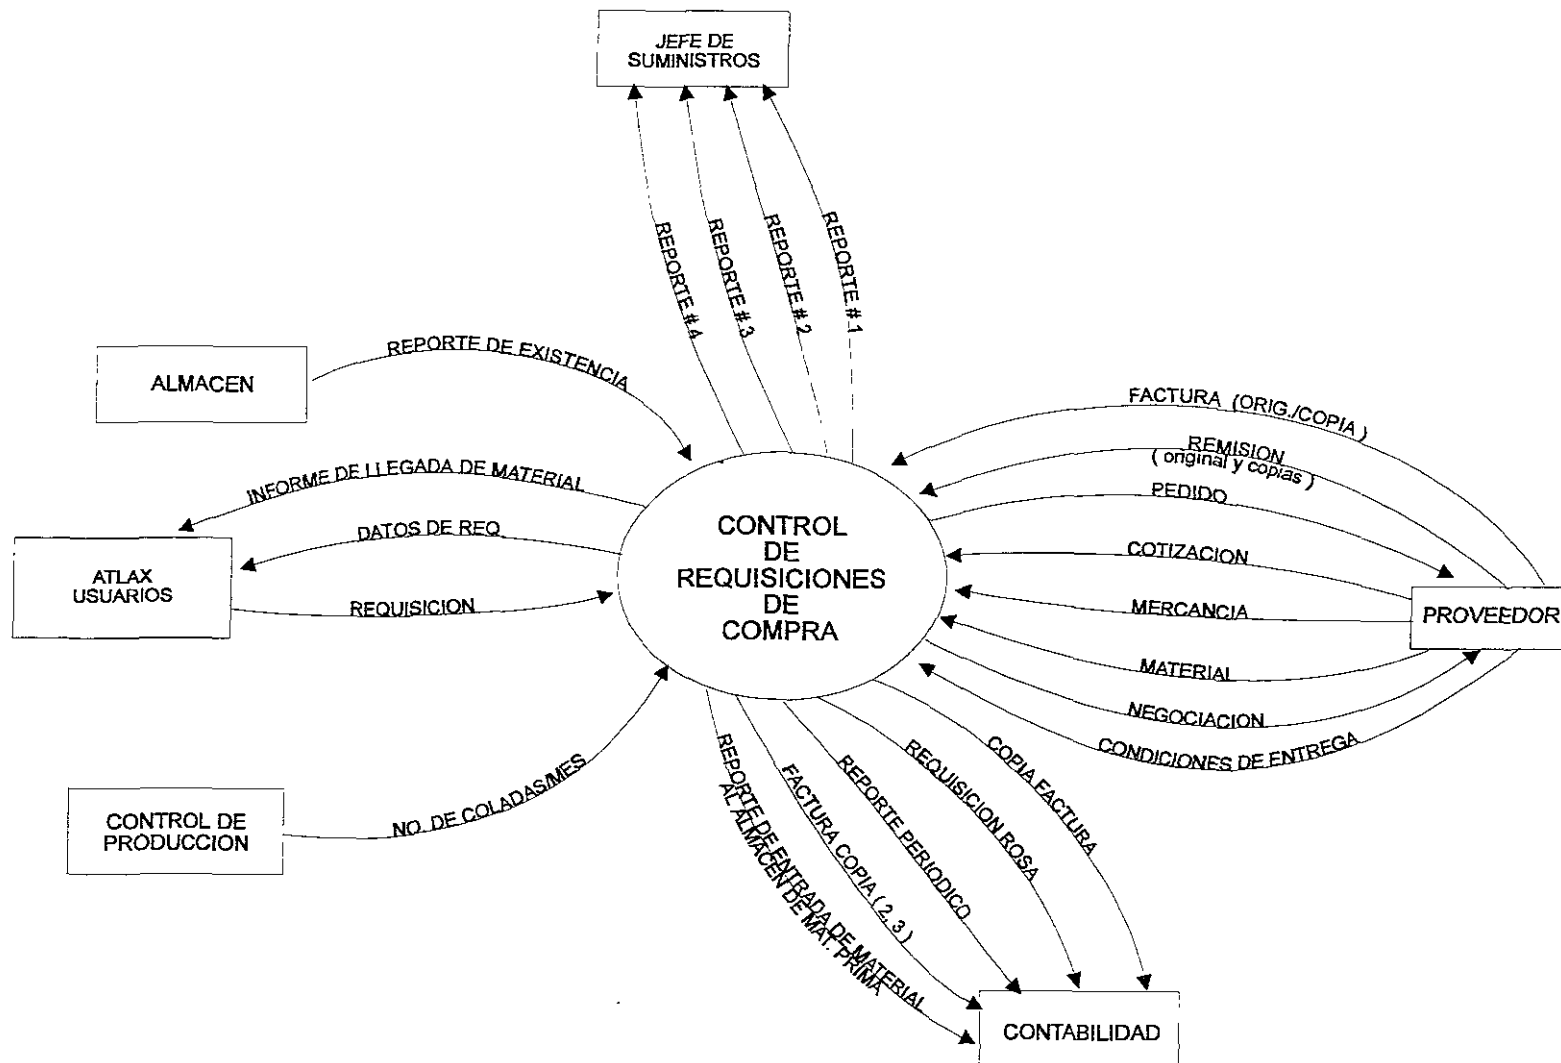 JEFE DE
SUMINISTROS
REPORTE # 4
REPORTE # 3
REPORTE # 2
REPORTE # 1
ALMACEN
REPORTE DE EXISTENCIA
INFORME DE LLEGADA DE MATERIAL
DATOS DE REQ
ATLAX
USUARIOS
REQUISICION
CONTROL DE
PRODUCCION
NO. DE COLADAS/MES
CONTROL
DE
REQUISICIONES
DE
COMPRA
FACTURA (ORIG./COPIA )
REMISION
( original y copias )
PEDIDO
COTIZACION
MERCANCIA
MATERIAL
NEGOCIACION
CONDICIONES DE ENTREGA
PROVEEDOR
REPORTE DE ENTRADA DE MATERIAL
AL ALMACEN DE MAT. PRIMA
FACTURA COPIA ( 2, 3 )
REPORTE PERIODICO
REQUISICION ROSA
COPIA FACTURA
CONTABILIDAD